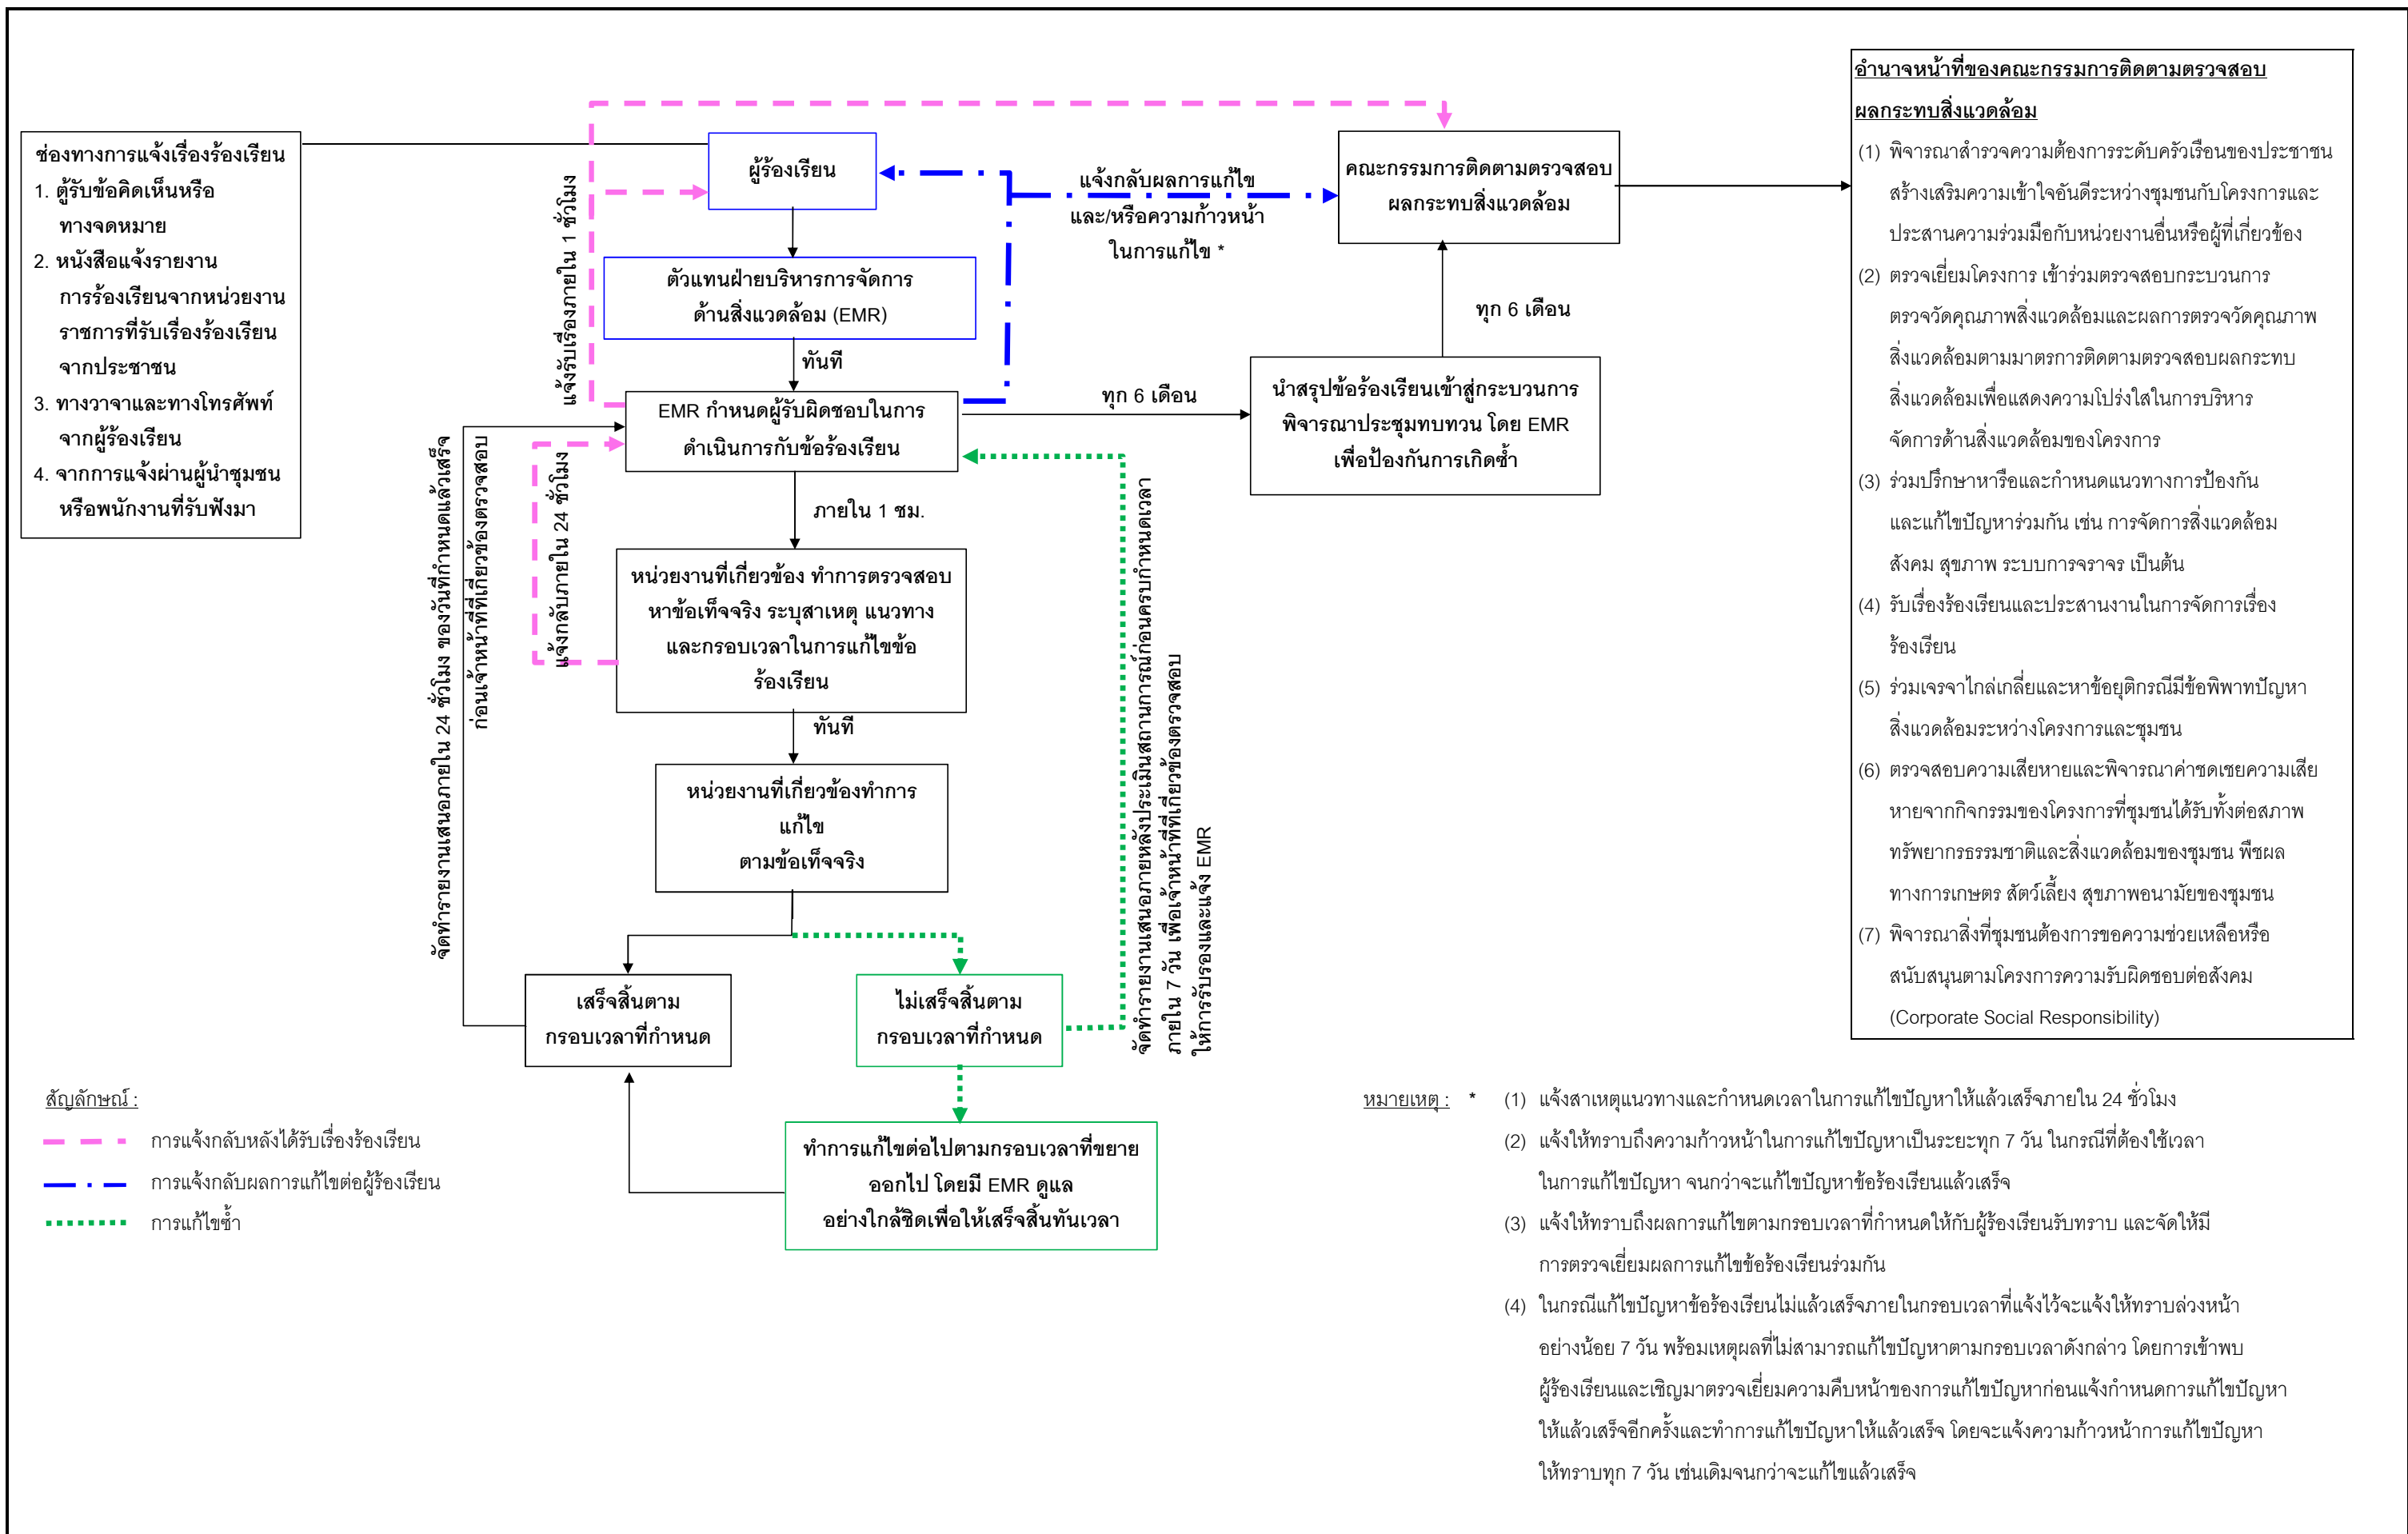 ช่องทางการแจ้งเรื่องร้องเรียน
1. ตู้รับข้อคิดเห็นหรือ
ทางจดหมาย
2. หนังสือแจ้งรายงาน
การร้องเรียนจากหน่วยงาน
ราชการที่รับเรื่องร้องเรียน
จากประชาชน
3. ทางวาจาและทางโทรศัพท์
จากผู้ร้องเรียน
4. จากการแจ้งผ่านผู้นำชุมชน
หรือพนักงานที่รับฟังมา
ผู้ร้องเรียน
ตัวแทนฝ่ายบริหารการจัดการ
ด้านสิ่งแวดล้อม (EMR)
ทันที
EMR กำหนดผู้รับผิดชอบในการ
ดำเนินการกับข้อร้องเรียน
ภายใน 1 ชม.
หน่วยงานที่เกี่ยวข้อง ทำการตรวจสอบ
หาข้อเท็จจริง ระบุสาเหตุ แนวทาง
และกรอบเวลาในการแก้ไขข้อ
ร้องเรียน
ทันที
หน่วยงานที่เกี่ยวข้องทำการ
แก้ไข
ตามข้อเท็จจริง
เสร็จสิ้นตาม
กรอบเวลาที่กำหนด
ไม่เสร็จสิ้นตาม
กรอบเวลาที่กำหนด
ทำการแก้ไขต่อไปตามกรอบเวลาที่ขยาย
ออกไป โดยมี EMR ดูแล
อย่างใกล้ชิดเพื่อให้เสร็จสิ้นทันเวลา
แจ้งรับเรื่องภายใน 1 ชั่วโมง
แจ้งกลับภายใน 24 ชั่วโมง
จัดทำรายงานเสนอภายใน 24 ชั่วโมง ของวันที่กำหนดแล้วเสร็จ
ก่อนเจ้าหน้าที่ที่เกี่ยวข้องตรวจสอบ
จัดทำรายงานเสนอภายหลังประเมินสถานการณ์ก่อนครบกำหนดเวลา
ภายใน 7 วัน เพื่อเจ้าหน้าที่ที่เกี่ยวข้องตรวจสอบ
ให้การรับรองและแจ้ง EMR
แจ้งกลับผลการแก้ไข
และ/หรือความก้าวหน้า
ในการแก้ไข *
ทุก 6 เดือน
นำสรุปข้อร้องเรียนเข้าสู่กระบวนการ
พิจารณาประชุมทบทวน โดย EMR
เพื่อป้องกันการเกิดซ้ำ
ทุก 6 เดือน
คณะกรรมการติดตามตรวจสอบ
ผลกระทบสิ่งแวดล้อม
อำนาจหน้าที่ของคณะกรรมการติดตามตรวจสอบ
ผลกระทบสิ่งแวดล้อม
(1) พิจารณาสำรวจความต้องการระดับครัวเรือนของประชาชน
สร้างเสริมความเข้าใจอันดีระหว่างชุมชนกับโครงการและ
ประสานความร่วมมือกับหน่วยงานอื่นหรือผู้ที่เกี่ยวข้อง
(2) ตรวจเยี่ยมโครงการ เข้าร่วมตรวจสอบกระบวนการ
ตรวจวัดคุณภาพสิ่งแวดล้อมและผลการตรวจวัดคุณภาพ
สิ่งแวดล้อมตามมาตรการติดตามตรวจสอบผลกระทบ
สิ่งแวดล้อมเพื่อแสดงความโปร่งใสในการบริหาร
จัดการด้านสิ่งแวดล้อมของโครงการ
(3) ร่วมปรึกษาหารือและกำหนดแนวทางการป้องกัน
และแก้ไขปัญหาร่วมกัน เช่น การจัดการสิ่งแวดล้อม
สังคม สุขภาพ ระบบการจราจร เป็นต้น
(4) รับเรื่องร้องเรียนและประสานงานในการจัดการเรื่อง
ร้องเรียน
(5) ร่วมเจรจาไกล่เกลี่ยและหาข้อยุติกรณีมีข้อพิพาทปัญหา
สิ่งแวดล้อมระหว่างโครงการและชุมชน
(6) ตรวจสอบความเสียหายและพิจารณาค่าชดเชยความเสีย
หายจากกิจกรรมของโครงการที่ชุมชนได้รับทั้งต่อสภาพ
ทรัพยากรธรรมชาติและสิ่งแวดล้อมของชุมชน พืชผล
ทางการเกษตร สัตว์เลี้ยง สุขภาพอนามัยของชุมชน
(7) พิจารณาสิ่งที่ชุมชนต้องการขอความช่วยเหลือหรือ
สนับสนุนตามโครงการความรับผิดชอบต่อสังคม
(Corporate Social Responsibility)
สัญลักษณ์ :
การแจ้งกลับหลังได้รับเรื่องร้องเรียน
การแจ้งกลับผลการแก้ไขต่อผู้ร้องเรียน
การแก้ไขซ้ำ
หมายเหตุ : * (1) แจ้งสาเหตุแนวทางและกำหนดเวลาในการแก้ไขปัญหาให้แล้วเสร็จภายใน 24 ชั่วโมง
(2) แจ้งให้ทราบถึงความก้าวหน้าในการแก้ไขปัญหาเป็นระยะทุก 7 วัน ในกรณีที่ต้องใช้เวลา
ในการแก้ไขปัญหา จนกว่าจะแก้ไขปัญหาข้อร้องเรียนแล้วเสร็จ
(3) แจ้งให้ทราบถึงผลการแก้ไขตามกรอบเวลาที่กำหนดให้กับผู้ร้องเรียนรับทราบ และจัดให้มี
การตรวจเยี่ยมผลการแก้ไขข้อร้องเรียนร่วมกัน
(4) ในกรณีแก้ไขปัญหาข้อร้องเรียนไม่แล้วเสร็จภายในกรอบเวลาที่แจ้งไว้จะแจ้งให้ทราบล่วงหน้า
อย่างน้อย 7 วัน พร้อมเหตุผลที่ไม่สามารถแก้ไขปัญหาตามกรอบเวลาดังกล่าว โดยการเข้าพบ
ผู้ร้องเรียนและเชิญมาตรวจเยี่ยมความคืบหน้าของการแก้ไขปัญหาก่อนแจ้งกำหนดการแก้ไขปัญหา
ให้แล้วเสร็จอีกครั้งและทำการแก้ไขปัญหาให้แล้วเสร็จ โดยจะแจ้งความก้าวหน้าการแก้ไขปัญหา
ให้ทราบทุก 7 วัน เช่นเดิมจนกว่าจะแก้ไขแล้วเสร็จ